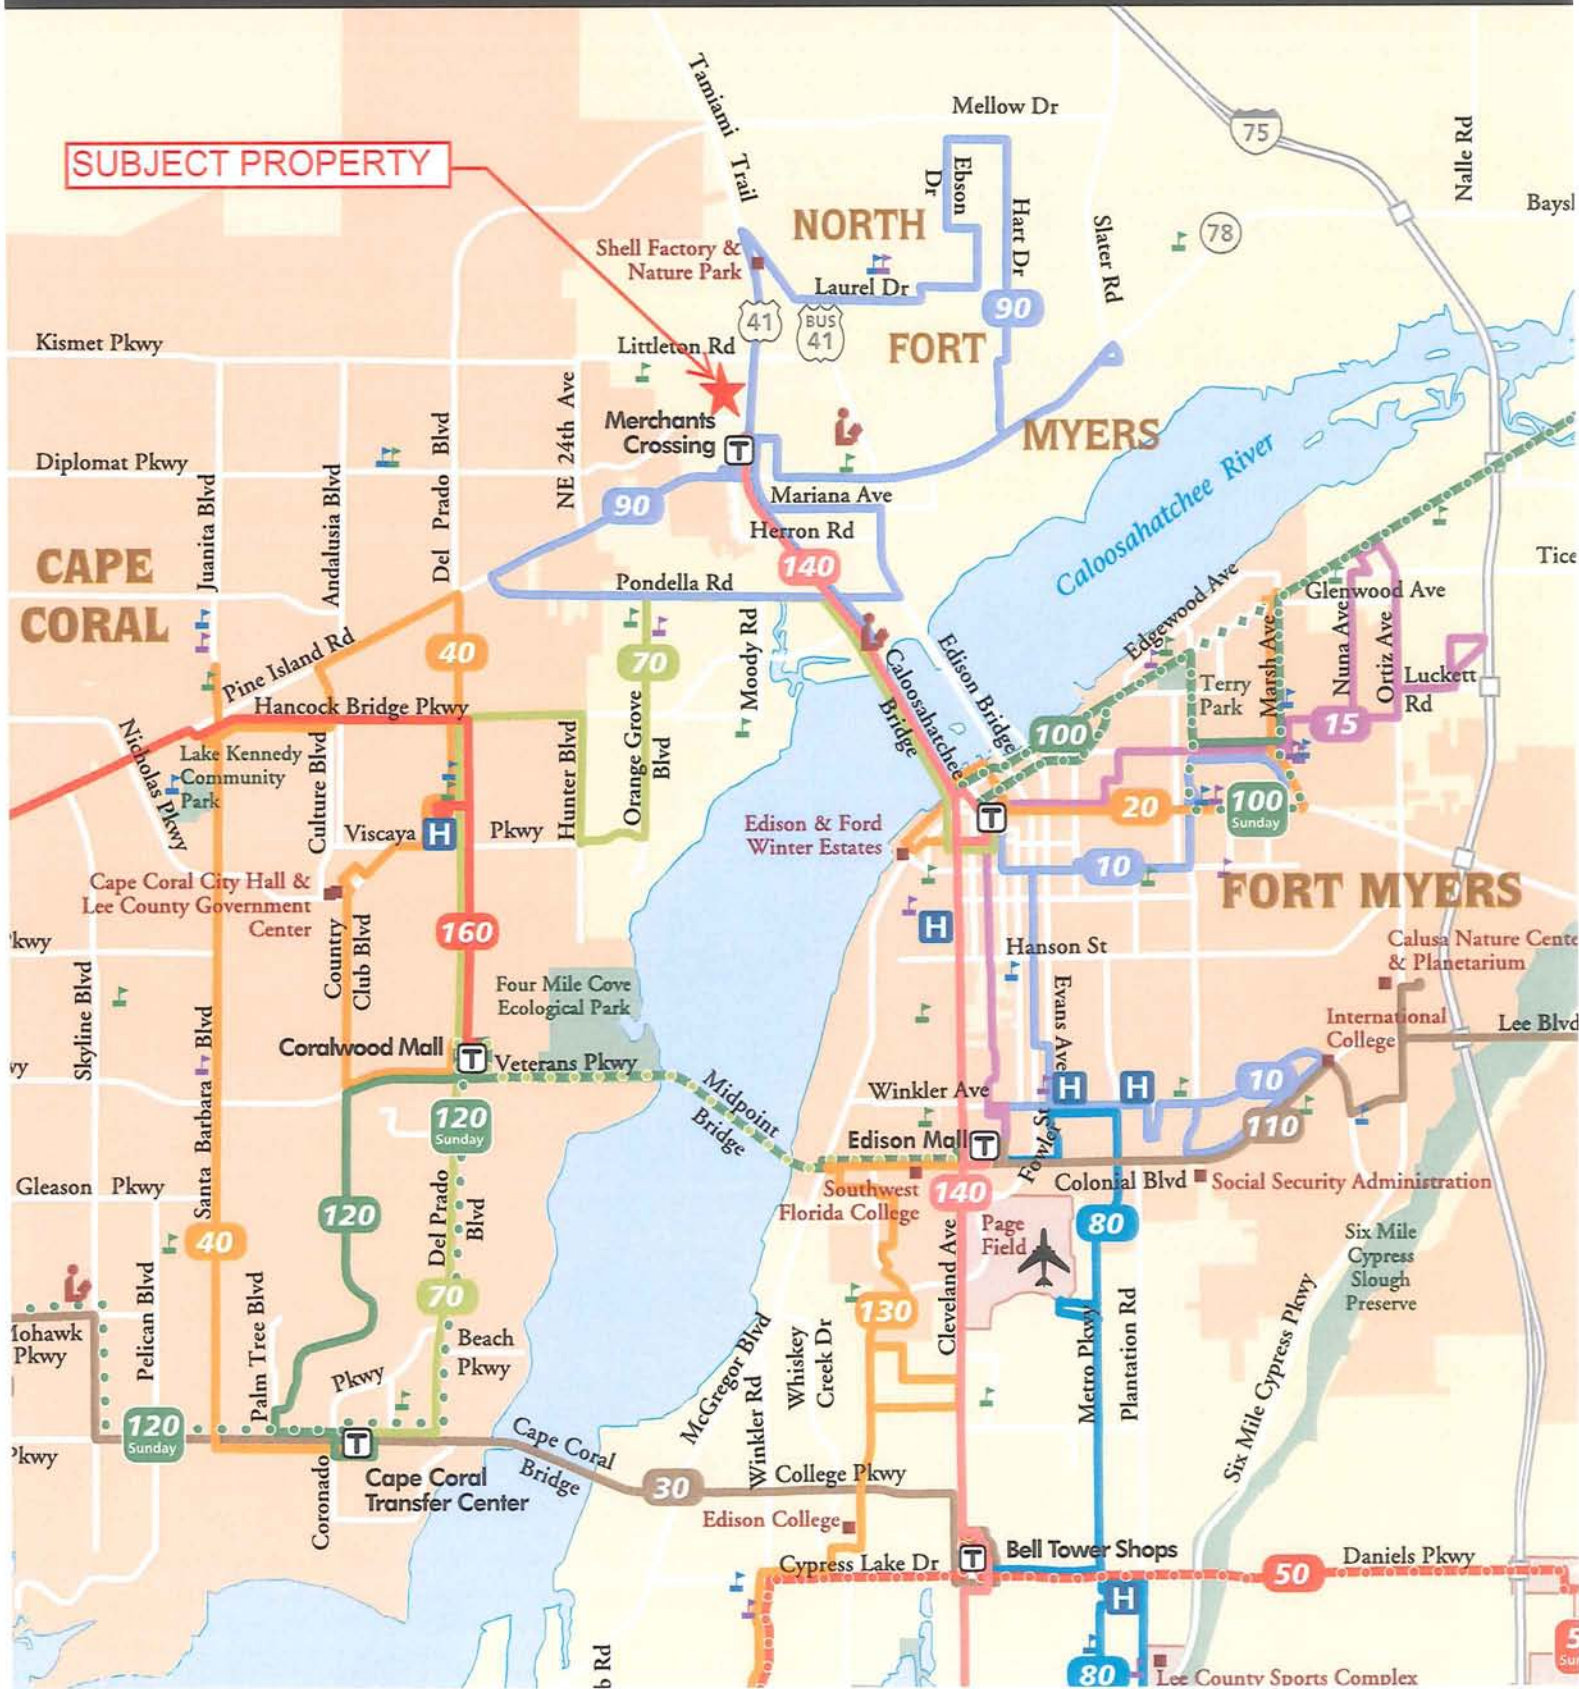 SUBJECT PROPERTY
Tamiami Trail
Mellow Dr
75
Nalle Rd
Baysl
NORTH
FORT
MYERS
Ebson
Dr
Hart Dr
Slater Rd
78
Shell Factory &
Nature Park
Laurel Dr
90
41
BUS
41
Kismet Pkwy
Littleton Rd
Merchants
Crossing
T
Diplomat Pkwy
Juanita Blvd
Andalusia Blvd
Del Prado Blvd
NE 24th Ave
90
Mariana Ave
Herron Rd
140
Caloosahatchee River
CAPE
CORAL
Pondella Rd
Tice
Glenwood Ave
Edgewood Ave
Pine Island Rd
40
70
Moody Rd
Edison Bridge
Caloosahatchee
Bridge
Terry
Park
Marsh Ave
Nuna Ave
Ortiz Ave
Luckett
Rd
Hancock Bridge Pkwy
100
15
Nicholas Pkwy
Lake Kennedy
Community
Park
Culture Blvd
Hunter Blvd
Orange Grove
Blvd
Viscaya
H
Pkwy
Edison & Ford
Winter Estates
T
20
100
Sunday
10
FORT MYERS
Cape Coral City Hall &
Lee County Government
Center
H
160
kwy
Country
Club Blvd
Hanson St
Calusa Nature Cente
& Planetarium
Skyline Blvd
Four Mile Cove
Ecological Park
Evans Ave
International
College
Lee Blvd
Santa Barbara Blvd
Coralwood Mall
T
Veterans Pkwy
wy
Midpoint
Bridge
Winkler Ave
H
H
10
120
Sunday
Edison Mall
T
Fowler St
110
Gleason Pkwy
Southwest
Florida College
140
Colonial Blvd
Social Security Administration
120
Del Prado
Blvd
40
Page
Field
80
Six Mile
Cypress
Slough
Preserve
Pelican Blvd
Palm Tree Blvd
70
130
Cleveland Ave
Metro Pkwy
Plantation Rd
Six Mile Cypress Pkwy
Mohawk
Pkwy
Beach
Pkwy
Pkwy
McGregor Blvd
Winkler Rd
Whiskey
Creek Dr
120
Sunday
Pkwy
T
Cape Coral
Transfer Center
Coronado
Cape Coral
Bridge
30
College Pkwy
Edison College
Cypress Lake Dr
T
Bell Tower Shops
50
Daniels Pkwy
H
b Rd
80
Lee County Sports Complex
5
Sun